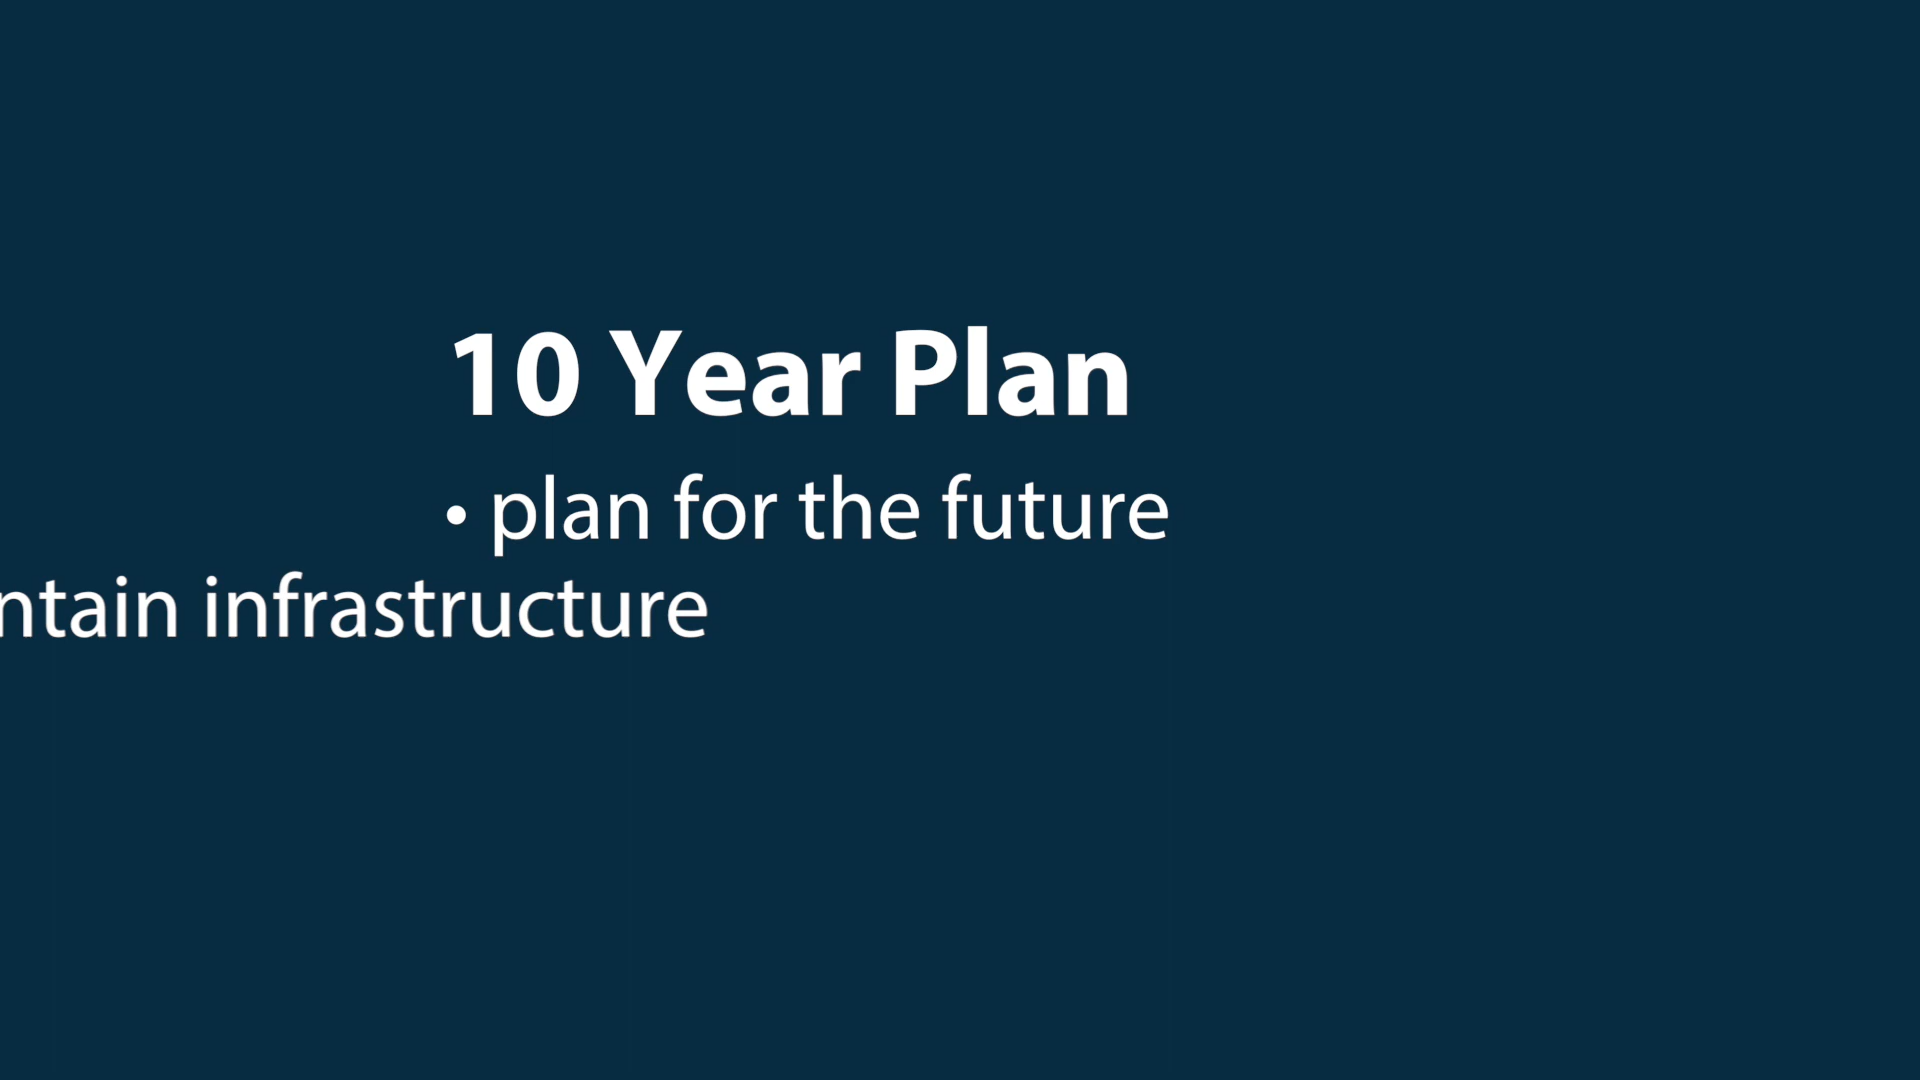 10 Year Plan
• plan for the future
ntain infrastructure